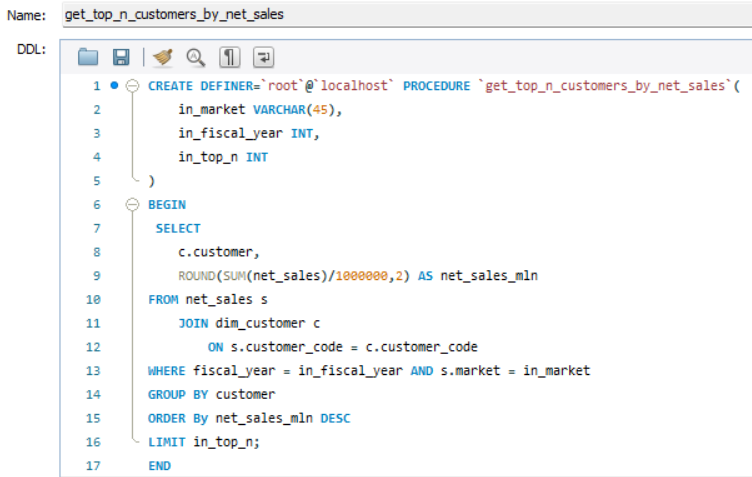 Name: get_top_n_customers_by_net_sales
DDL:
1 CREATE DEFINER=`root`@`localhost` PROCEDURE `get_top_n_customers_by_net_sales`(
2 in_market VARCHAR(45),
3 in_fiscal_year INT,
4 in_top_n INT
5 )
6 BEGIN
7 SELECT
8 c.customer,
9 ROUND(SUM(net_sales)/1000000,2) AS net_sales_mln
10 FROM net_sales s
11 JOIN dim_customer c
12 ON s.customer_code = c.customer_code
13 WHERE fiscal_year = in_fiscal_year AND s.market = in_market
14 GROUP BY customer
15 ORDER By net_sales_mln DESC
16 LIMIT in_top_n;
17 END